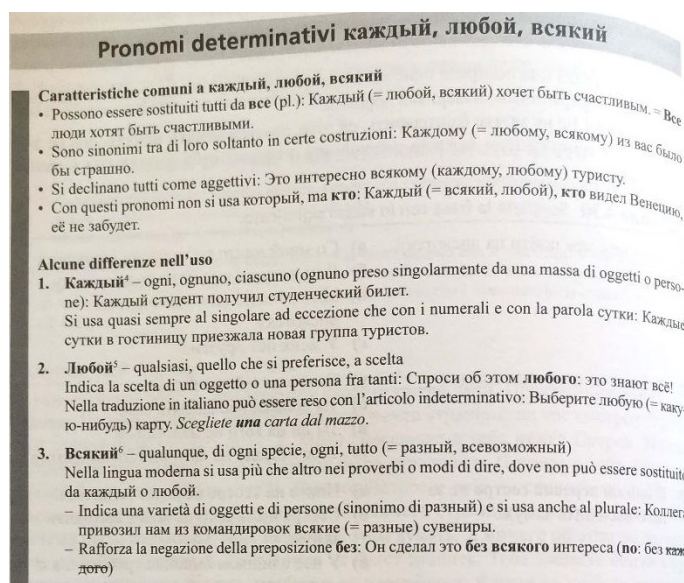 Pronomi determinativi каждый, любой, всякий
Caratteristiche comuni a каждый, любой, всякий
• Possono essere sostituiti tutti da все (pl.): Каждый (= любой, всякий) хочет быть счастливым. = Все
люди хотят быть счастливыми.
• Sono sinonimi tra di loro soltanto in certe costruzioni: Каждому (= любому, всякому) из вас было
бы страшно.
• Si declinano tutti come aggettivi: Это интересно всякому (каждому, любому) туристу.
• Con questi pronomi non si usa который, ma кто: Каждый (= всякий, любой), кто видел Венецию,
её не забудет.
Alcune differenze nell'uso
1. Каждый⁴ – ogni, ognuno, ciascuno (ognuno preso singolarmente da una massa di oggetti o perso-
ne): Каждый студент получил студенческий билет.
Si usa quasi sempre al singolare ad eccezione che con i numerali e con la parola сутки: Каждые
сутки в гостиницу приезжала новая группа туристов.
2. Любой⁵ – qualsiasi, quello che si preferisce, a scelta
Indica la scelta di un oggetto o una persona fra tanti: Спроси об этом любого: это знают всё!
Nella traduzione in italiano può essere reso con l'articolo indeterminativo: Выберите любую (= каку-
ю-нибудь) карту. Scegliete una carta dal mazzo.
3. Всякий⁶ – qualunque, di ogni specie, ogni, tutto (= разный, всевозможный)
Nella lingua moderna si usa più che altro nei proverbi o modi di dire, dove non può essere sostituito
da каждый o любой.
– Indica una varietà di oggetti e di persone (sinonimo di разный) e si usa anche al plurale: Коллега
привозил нам из командировок всякие (= разные) сувениры.
– Rafforza la negazione della preposizione без: Он сделал это без всякого интереса (no: без каж
дого)